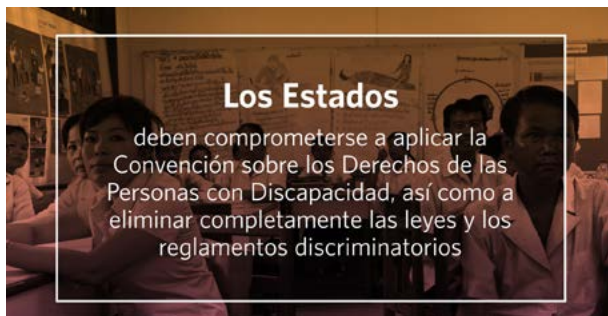 Los Estados
deben comprometerse a aplicar la
Convención sobre los Derechos de las
Personas con Discapacidad, así como a
eliminar completamente las leyes y los
reglamentos discriminatorios